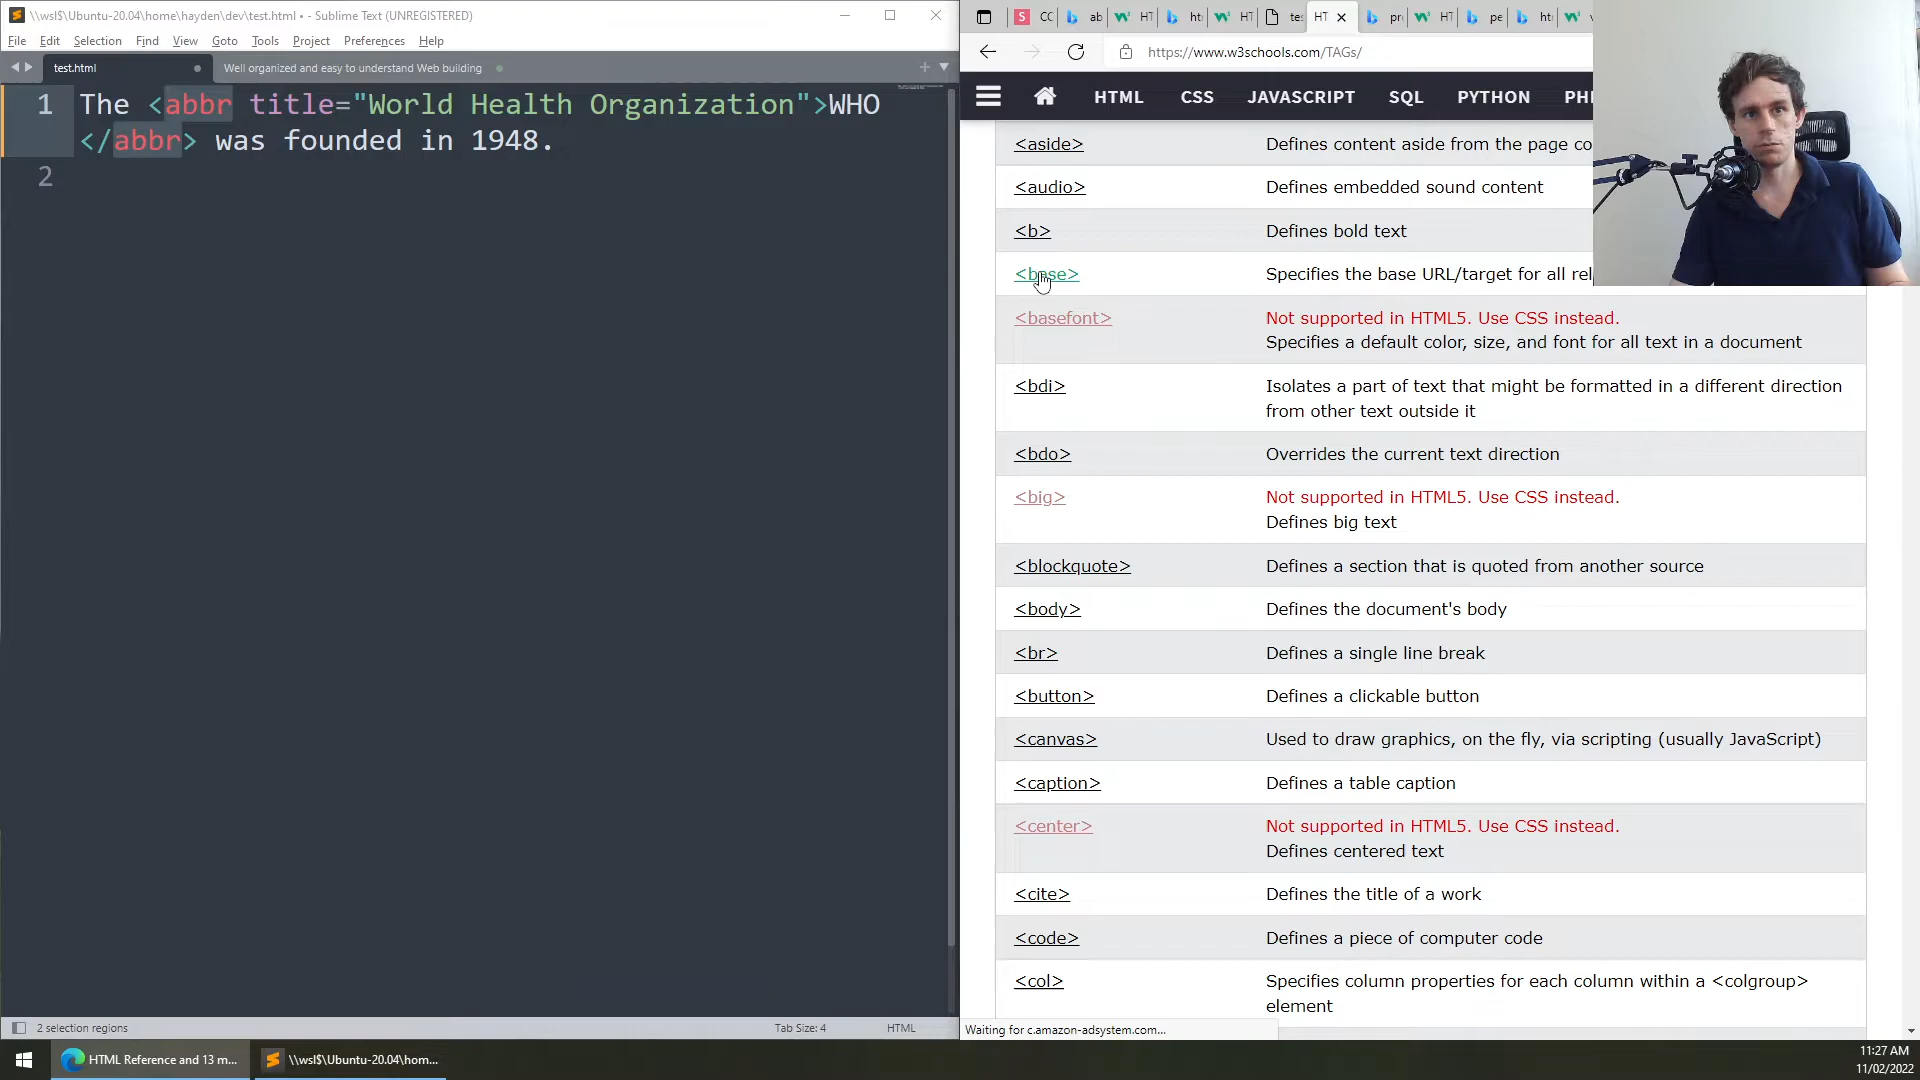 \\wsl$\Ubuntu-20.04\home\hayden\dev\test.html • - Sublime Text (UNREGISTERED)
File Edit Selection Find View Goto Tools Project Preferences Help
test.html
Well organized and easy to understand Web building
1 The <abbr title="World Health Organization">WHO
</abbr> was founded in 1948.
2
2 selection regions
Tab Size: 4
HTML
https://www.w3schools.com/TAGs/
HTML CSS JAVASCRIPT SQL PYTHON PH
<aside> Defines content aside from the page co
<audio> Defines embedded sound content
<b> Defines bold text
<base> Specifies the base URL/target for all rel
<basefont> Not supported in HTML5. Use CSS instead.
Specifies a default color, size, and font for all text in a document
<bdi> Isolates a part of text that might be formatted in a different direction
from other text outside it
<bdo> Overrides the current text direction
<big> Not supported in HTML5. Use CSS instead.
Defines big text
<blockquote> Defines a section that is quoted from another source
<body> Defines the document's body
<br> Defines a single line break
<button> Defines a clickable button
<canvas> Used to draw graphics, on the fly, via scripting (usually JavaScript)
<caption> Defines a table caption
<center> Not supported in HTML5. Use CSS instead.
Defines centered text
<cite> Defines the title of a work
<code> Defines a piece of computer code
<col> Specifies column properties for each column within a <colgroup>
element
Waiting for c.amazon-adsystem.com...
HTML Reference and 13 m...
\\wsl$\Ubuntu-20.04\hom...
11:27 AM
11/02/2022